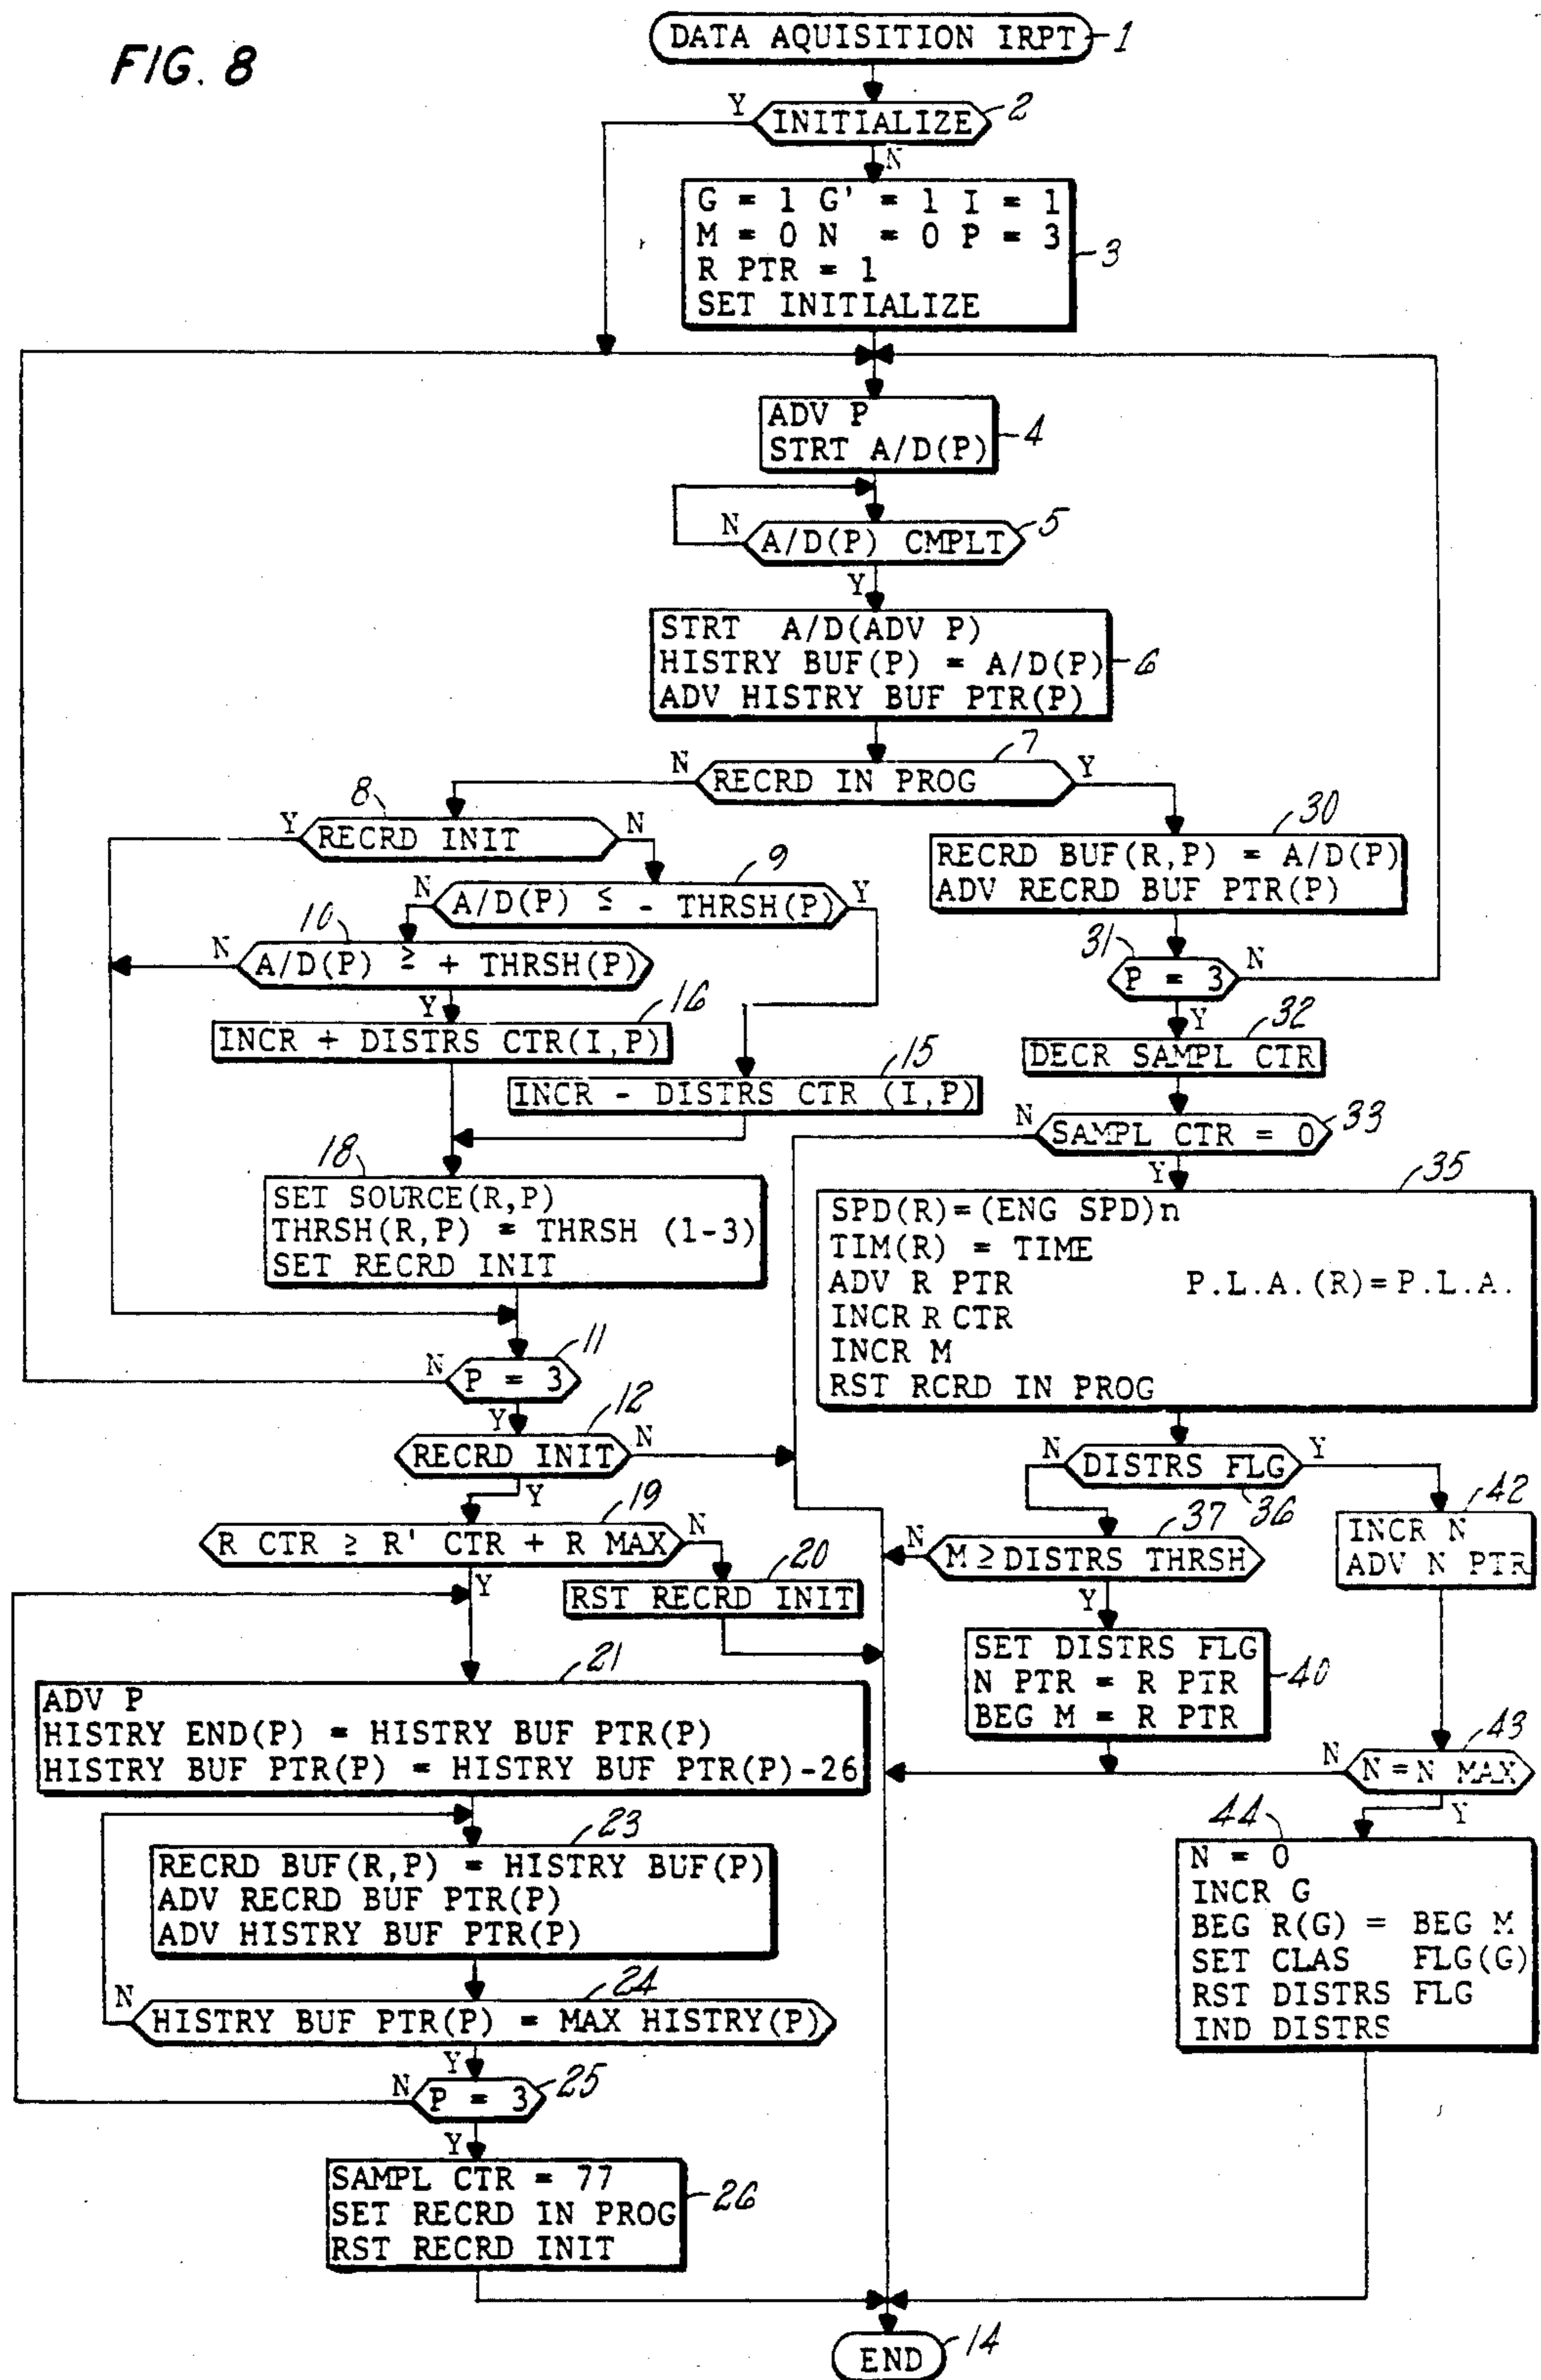 FIG. 8
DATA AQUISITION IRPT
1
Y
INITIALIZE
2
N
G = 1 G' = 1 I = 1
M = 0 N = 0 P = 3
R PTR = 1
SET INITIALIZE
3
ADV P
STRT A/D(P)
4
N
A/D(P) CMPLT
5
Y
STRT A/D(ADV P)
HISTRY BUF(P) = A/D(P)
ADV HISTRY BUF PTR(P)
6
N
RECRD IN PROG
7
Y
8
Y
RECRD INIT
N
30
RECRD BUF(R,P) = A/D(P)
ADV RECRD BUF PTR(P)
9
N
A/D(P) ≤ - THRSH(P)
Y
10
N
A/D(P) ≥ + THRSH(P)
Y
31
P = 3
N
Y
16
INCR + DISTRS CTR(I,P)
32
DECR SAMPL CTR
15
INCR - DISTRS CTR (I,P)
N
SAMPL CTR = 0
33
Y
18
SET SOURCE(R,P)
THRSH(R,P) = THRSH (1-3)
SET RECRD INIT
35
SPD(R)=(ENG SPD)n
TIM(R) = TIME
ADV R PTR P.L.A.(R)=P.L.A.
INCR R CTR
INCR M
RST RCRD IN PROG
11
N
P = 3
Y
12
RECRD INIT
N
Y
N
DISTRS FLG
Y
36
19
R CTR ≥ R' CTR + R MAX
N
Y
20
RST RECRD INIT
37
N
M ≥ DISTRS THRSH
Y
42
INCR N
ADV N PTR
SET DISTRS FLG
N PTR = R PTR
BEG M = R PTR
40
21
ADV P
HISTRY END(P) = HISTRY BUF PTR(P)
HISTRY BUF PTR(P) = HISTRY BUF PTR(P)-26
43
N
N = N MAX
Y
23
RECRD BUF(R,P) = HISTRY BUF(P)
ADV RECRD BUF PTR(P)
ADV HISTRY BUF PTR(P)
44
N = 0
INCR G
BEG R(G) = BEG M
SET CLAS FLG(G)
RST DISTRS FLG
IND DISTRS
24
N
HISTRY BUF PTR(P) = MAX HISTRY(P)
Y
25
N
P = 3
Y
SAMPL CTR = 77
SET RECRD IN PROG
RST RECRD INIT
26
END
14